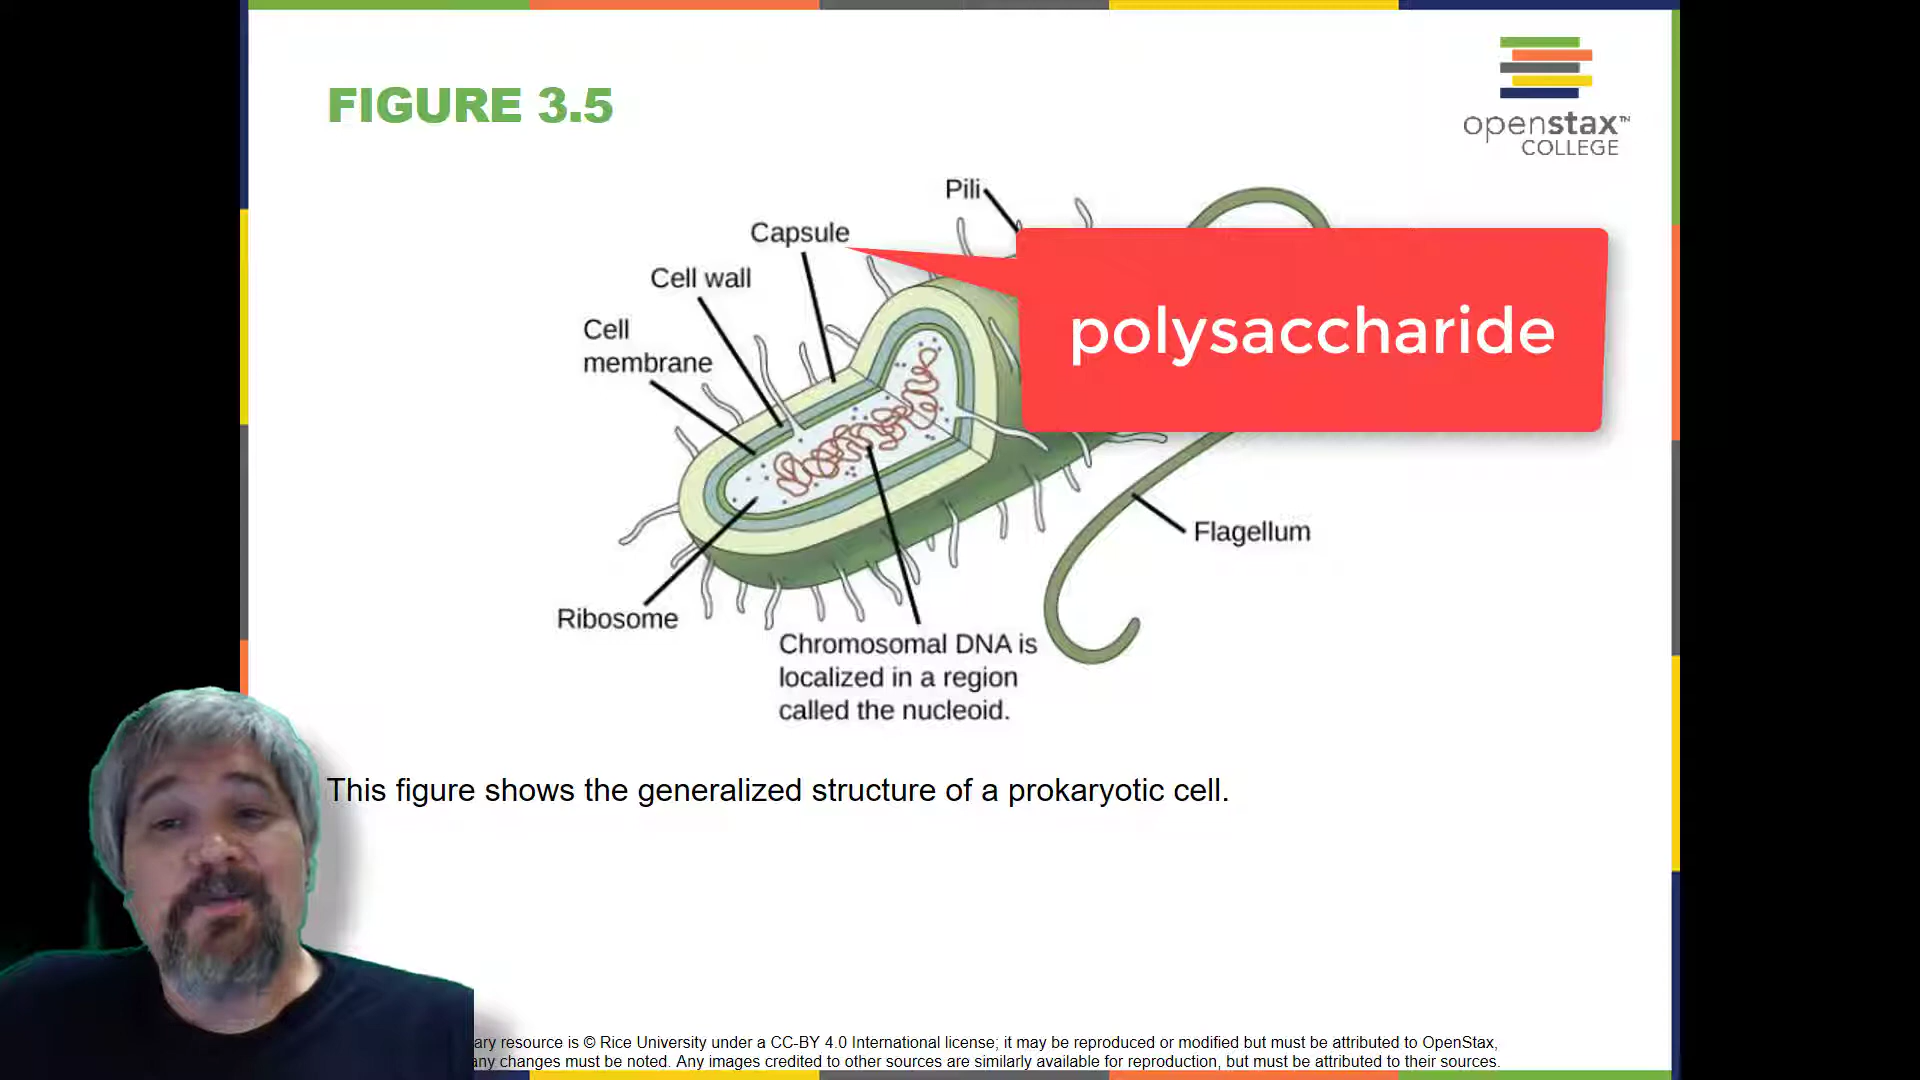 FIGURE 3.5
openstax™
COLLEGE
Pili
Capsule
Cell wall
Cell
membrane
polysaccharide
Flagellum
Ribosome
Chromosomal DNA is
localized in a region
called the nucleoid.
This figure shows the generalized structure of a prokaryotic cell.
resource is © Rice University under a CC-BY 4.0 International license; it may be reproduced or modified but must be attributed to OpenStax,
any changes must be noted. Any images credited to other sources are similarly available for reproduction, but must be attributed to their sources.